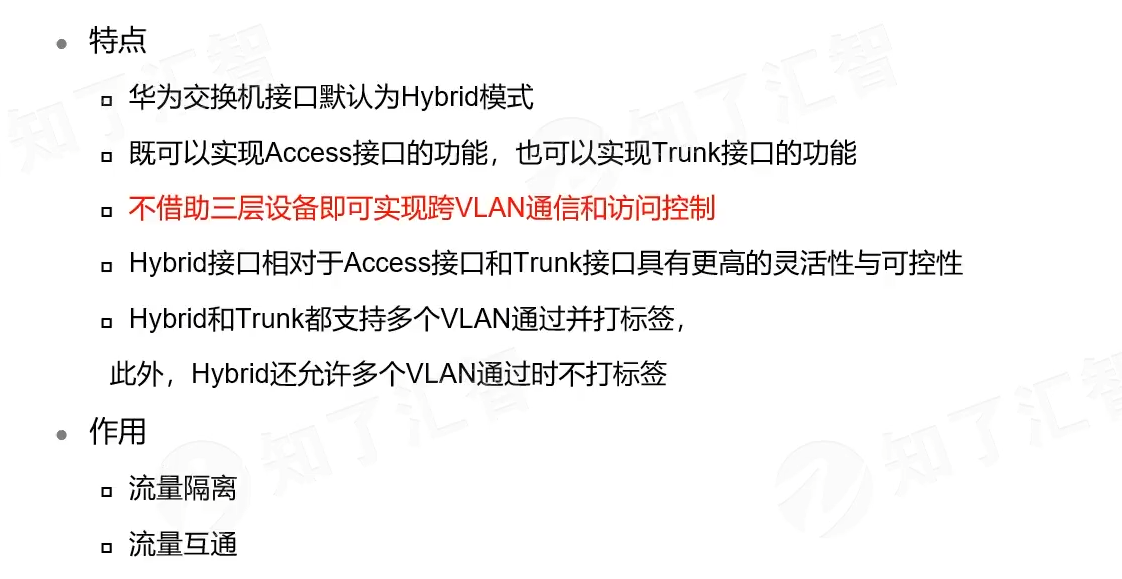 特点
华为交换机接口默认为Hybrid模式
既可以实现Access接口的功能，也可以实现Trunk接口的功能
不借助三层设备即可实现跨VLAN通信和访问控制
Hybrid接口相对于Access接口和Trunk接口具有更高的灵活性与可控性
Hybrid和Trunk都支持多个VLAN通过并打标签，
此外，Hybrid还允许多个VLAN通过时不打标签
作用
流量隔离
流量互通
知了汇智
知了汇智
知了汇智
知了汇智